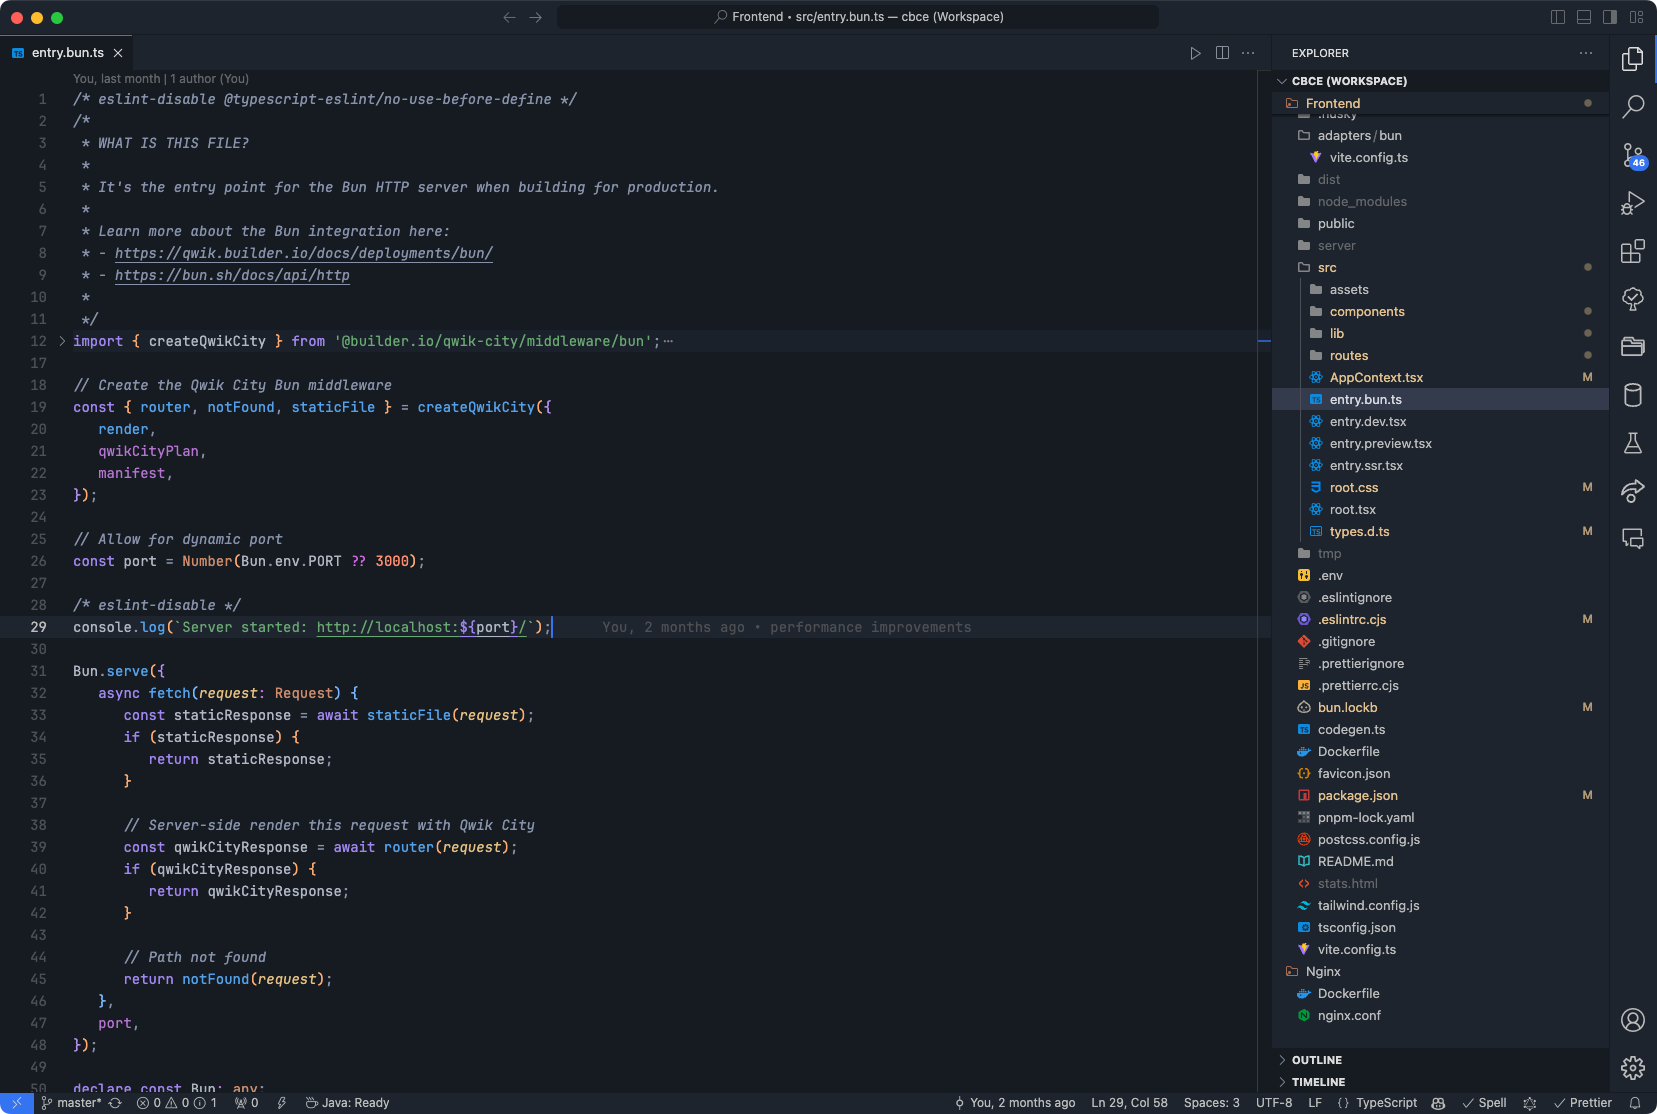 Frontend • src/entry.bun.ts — cbce (Workspace)
entry.bun.ts
You, last month | 1 author (You)
1 /* eslint-disable @typescript-eslint/no-use-before-define */
2 /*
3 * WHAT IS THIS FILE?
4 *
5 * It's the entry point for the Bun HTTP server when building for production.
6 *
7 * Learn more about the Bun integration here:
8 * - https://qwik.builder.io/docs/deployments/bun/
9 * - https://bun.sh/docs/api/http
10 *
11 */
12 import { createQwikCity } from '@builder.io/qwik-city/middleware/bun';…
17
18 // Create the Qwik City Bun middleware
19 const { router, notFound, staticFile } = createQwikCity({
20 render,
21 qwikCityPlan,
22 manifest,
23 });
24
25 // Allow for dynamic port
26 const port = Number(Bun.env.PORT ?? 3000);
27
28 /* eslint-disable */
29 console.log(`Server started: http://localhost:${port}/`); You, 2 months ago • performance improvements
30
31 Bun.serve({
32 async fetch(request: Request) {
33 const staticResponse = await staticFile(request);
34 if (staticResponse) {
35 return staticResponse;
36 }
37
38 // Server-side render this request with Qwik City
39 const qwikCityResponse = await router(request);
40 if (qwikCityResponse) {
41 return qwikCityResponse;
42 }
43
44 // Path not found
45 return notFound(request);
46 },
47 port,
48 });
49
50 declare const Bun: any;
EXPLORER
CBCE (WORKSPACE)
Frontend
.husky
adapters/bun
vite.config.ts
dist
node_modules
public
server
src
assets
components
lib
routes
AppContext.tsx M
entry.bun.ts
entry.dev.tsx
entry.preview.tsx
entry.ssr.tsx
root.css M
root.tsx
types.d.ts M
tmp
.env
.eslintignore
.eslintrc.cjs M
.gitignore
.prettierignore
.prettierrc.cjs
bun.lockb M
codegen.ts
Dockerfile
favicon.json
package.json M
pnpm-lock.yaml
postcss.config.js
README.md
stats.html
tailwind.config.js
tsconfig.json
vite.config.ts
Nginx
Dockerfile
nginx.conf
OUTLINE
TIMELINE
46
master* 0 0 1 0 Java: Ready
You, 2 months ago Ln 29, Col 58 Spaces: 3 UTF-8 LF {} TypeScript Spell Prettier